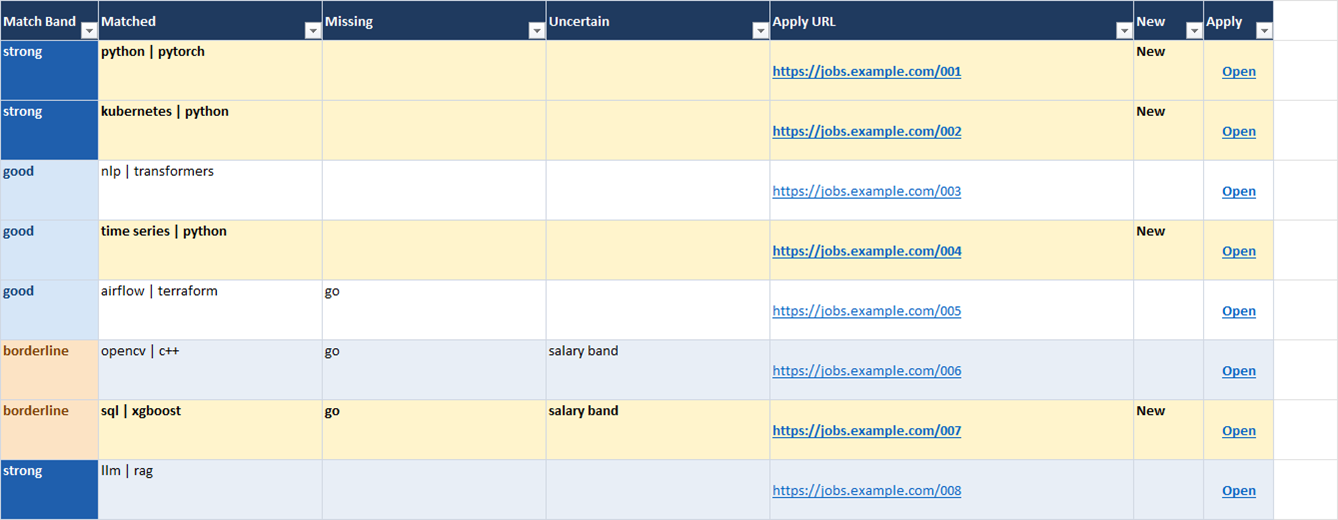 Match Band Matched Missing Uncertain Apply URL New Apply
strong python | pytorch https://jobs.example.com/001 New Open
strong kubernetes | python https://jobs.example.com/002 New Open
good nlp | transformers https://jobs.example.com/003 Open
good time series | python https://jobs.example.com/004 New Open
good airflow | terraform go https://jobs.example.com/005 Open
borderline opencv | c++ go salary band https://jobs.example.com/006 Open
borderline sql | xgboost go salary band https://jobs.example.com/007 New Open
strong llm | rag https://jobs.example.com/008 Open